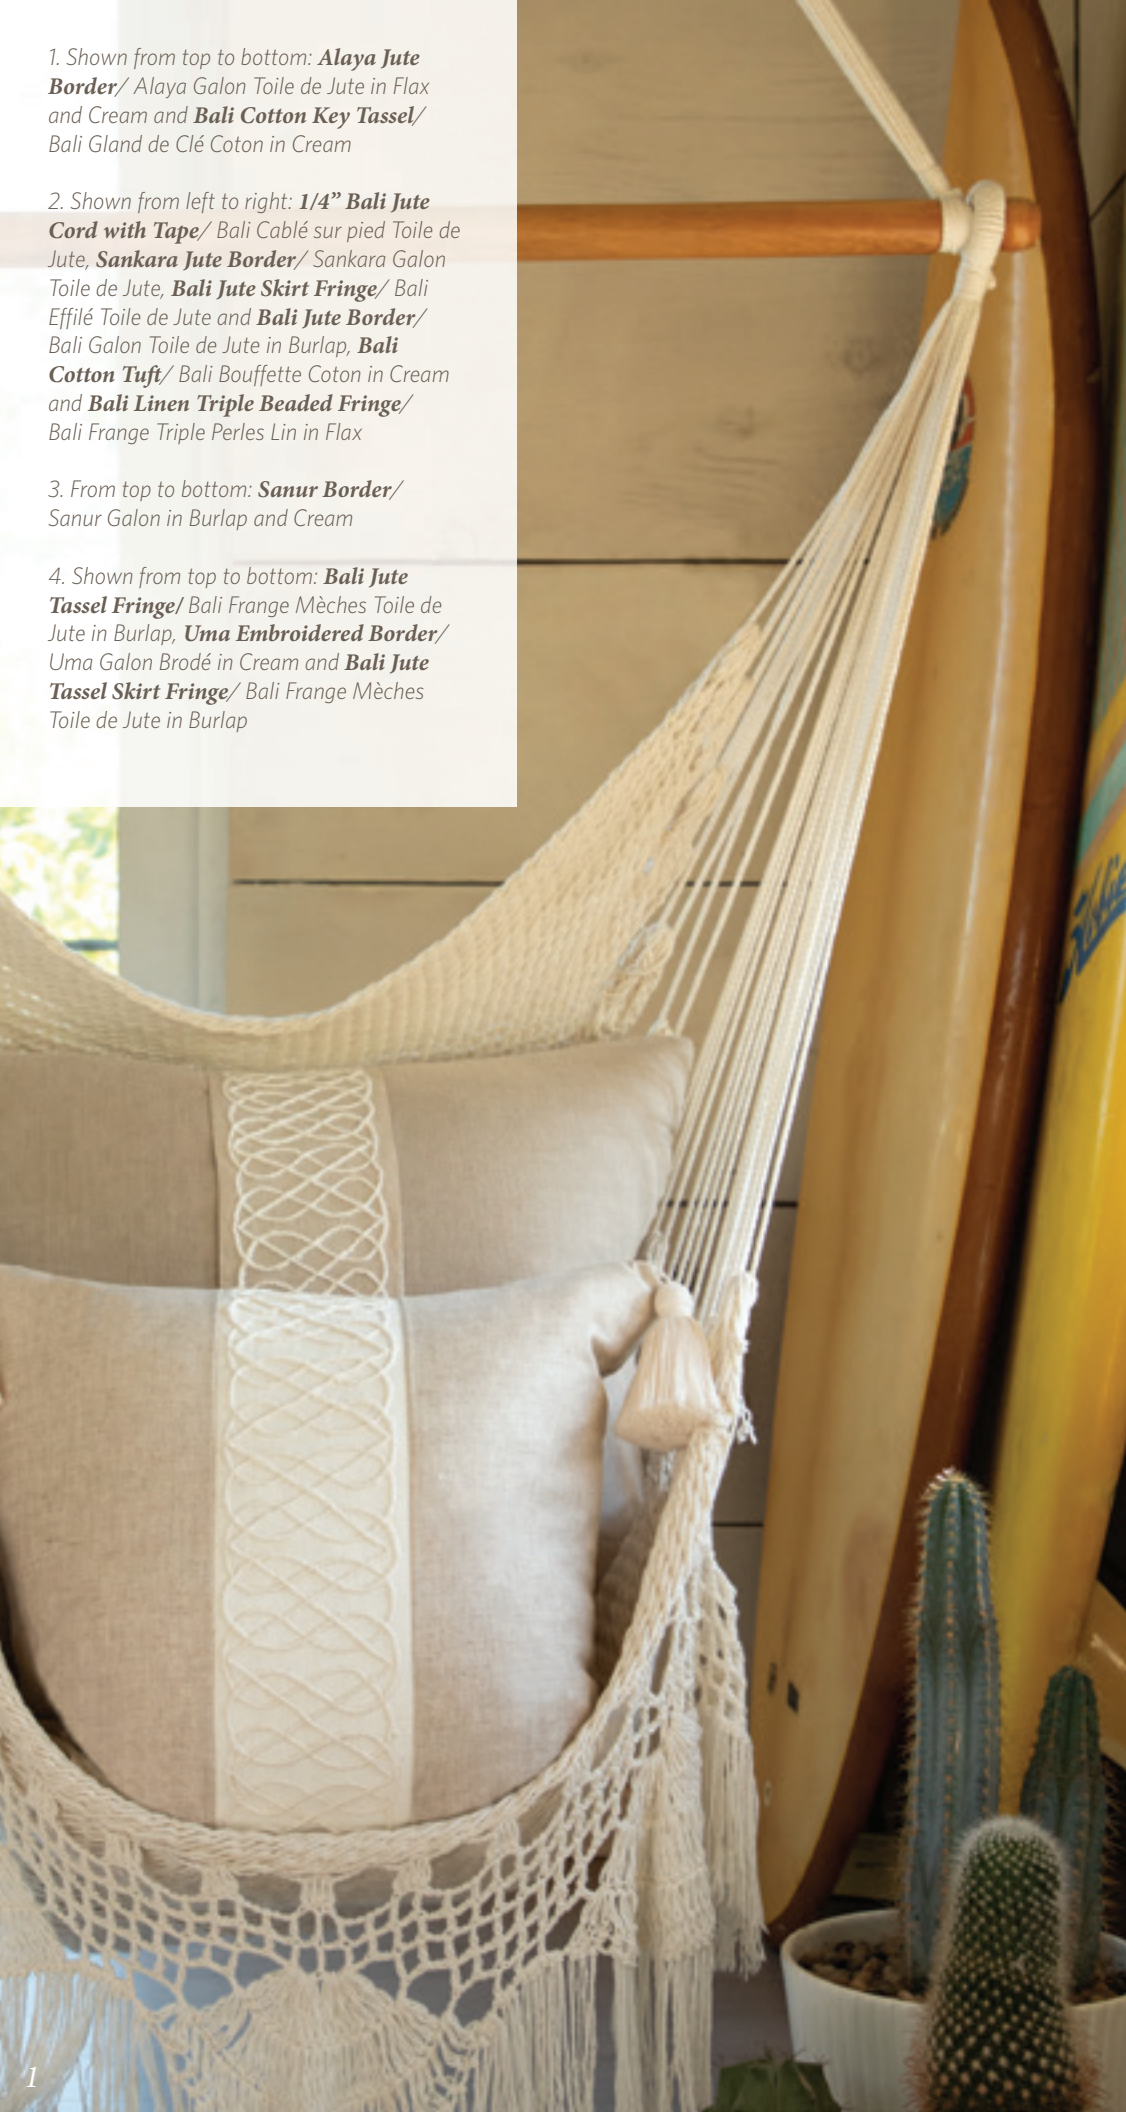 1. Shown from top to bottom: Alaya Jute
Border/ Alaya Galon Toile de Jute in Flax
and Cream and Bali Cotton Key Tassel/
Bali Gland de Clé Coton in Cream
2. Shown from left to right: 1/4” Bali Jute
Cord with Tape/ Bali Cablé sur pied Toile de
Jute, Sankara Jute Border/ Sankara Galon
Toile de Jute, Bali Jute Skirt Fringe/ Bali
Effilé Toile de Jute and Bali Jute Border/
Bali Galon Toile de Jute in Burlap, Bali
Cotton Tuft/ Bali Bouffette Coton in Cream
and Bali Linen Triple Beaded Fringe/
Bali Frange Triple Perles Lin in Flax
3. From top to bottom: Sanur Border/
Sanur Galon in Burlap and Cream
4. Shown from top to bottom: Bali Jute
Tassel Fringe/ Bali Frange Mèches Toile de
Jute in Burlap, Uma Embroidered Border/
Uma Galon Brodé in Cream and Bali Jute
Tassel Skirt Fringe/ Bali Frange Mèches
Toile de Jute in Burlap
1